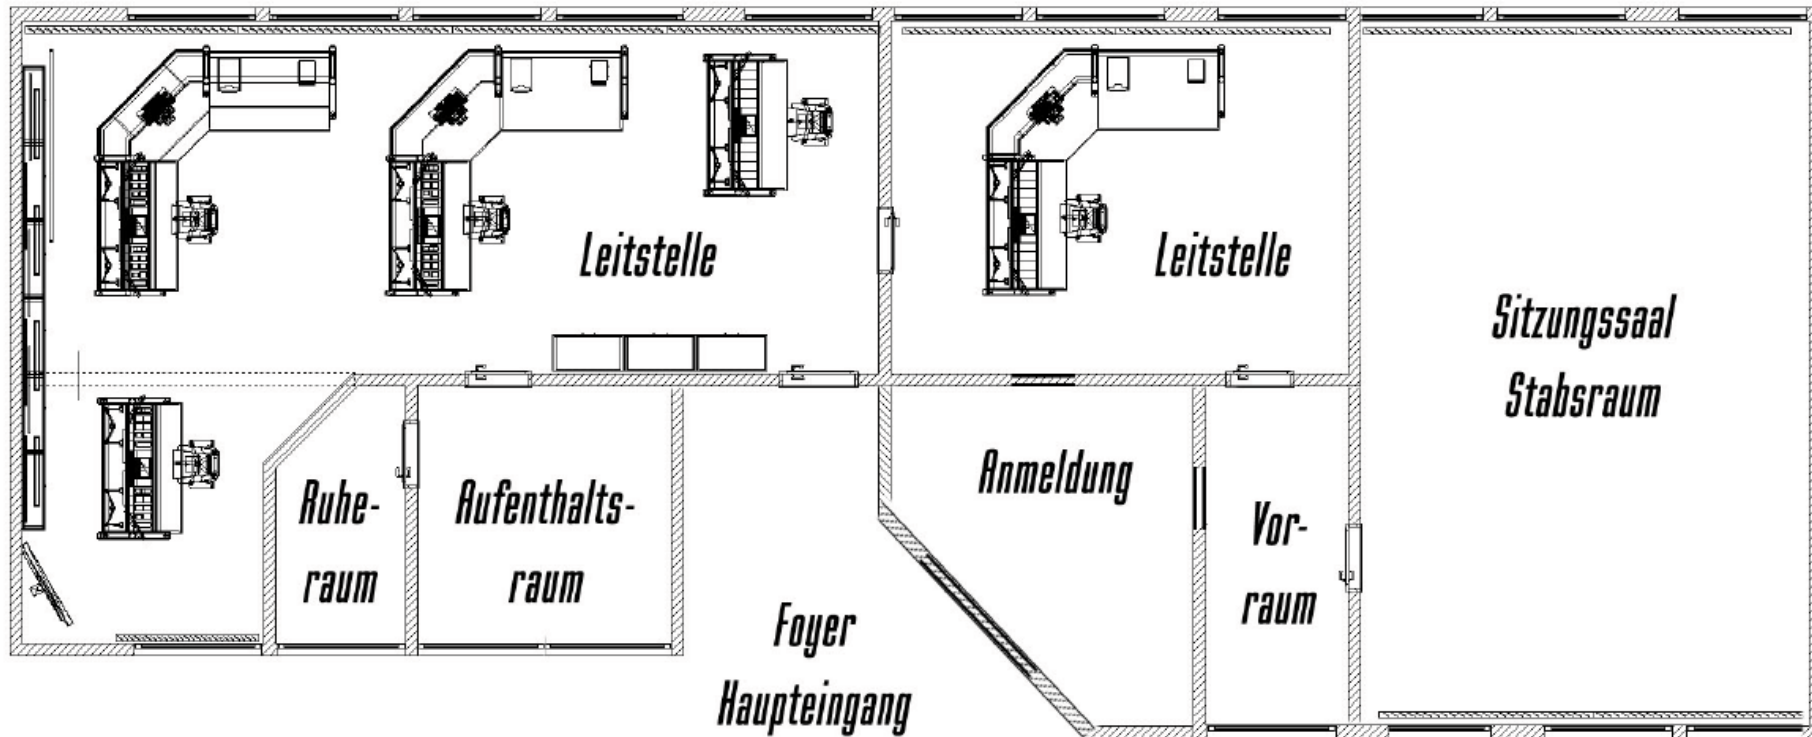 Leitstelle
Leitstelle
Sitzungssaal
Stabsraum
Ruhe-
raum
Aufenthalts-
raum
Anmeldung
Vor-
raum
Foyer
Haupteingang